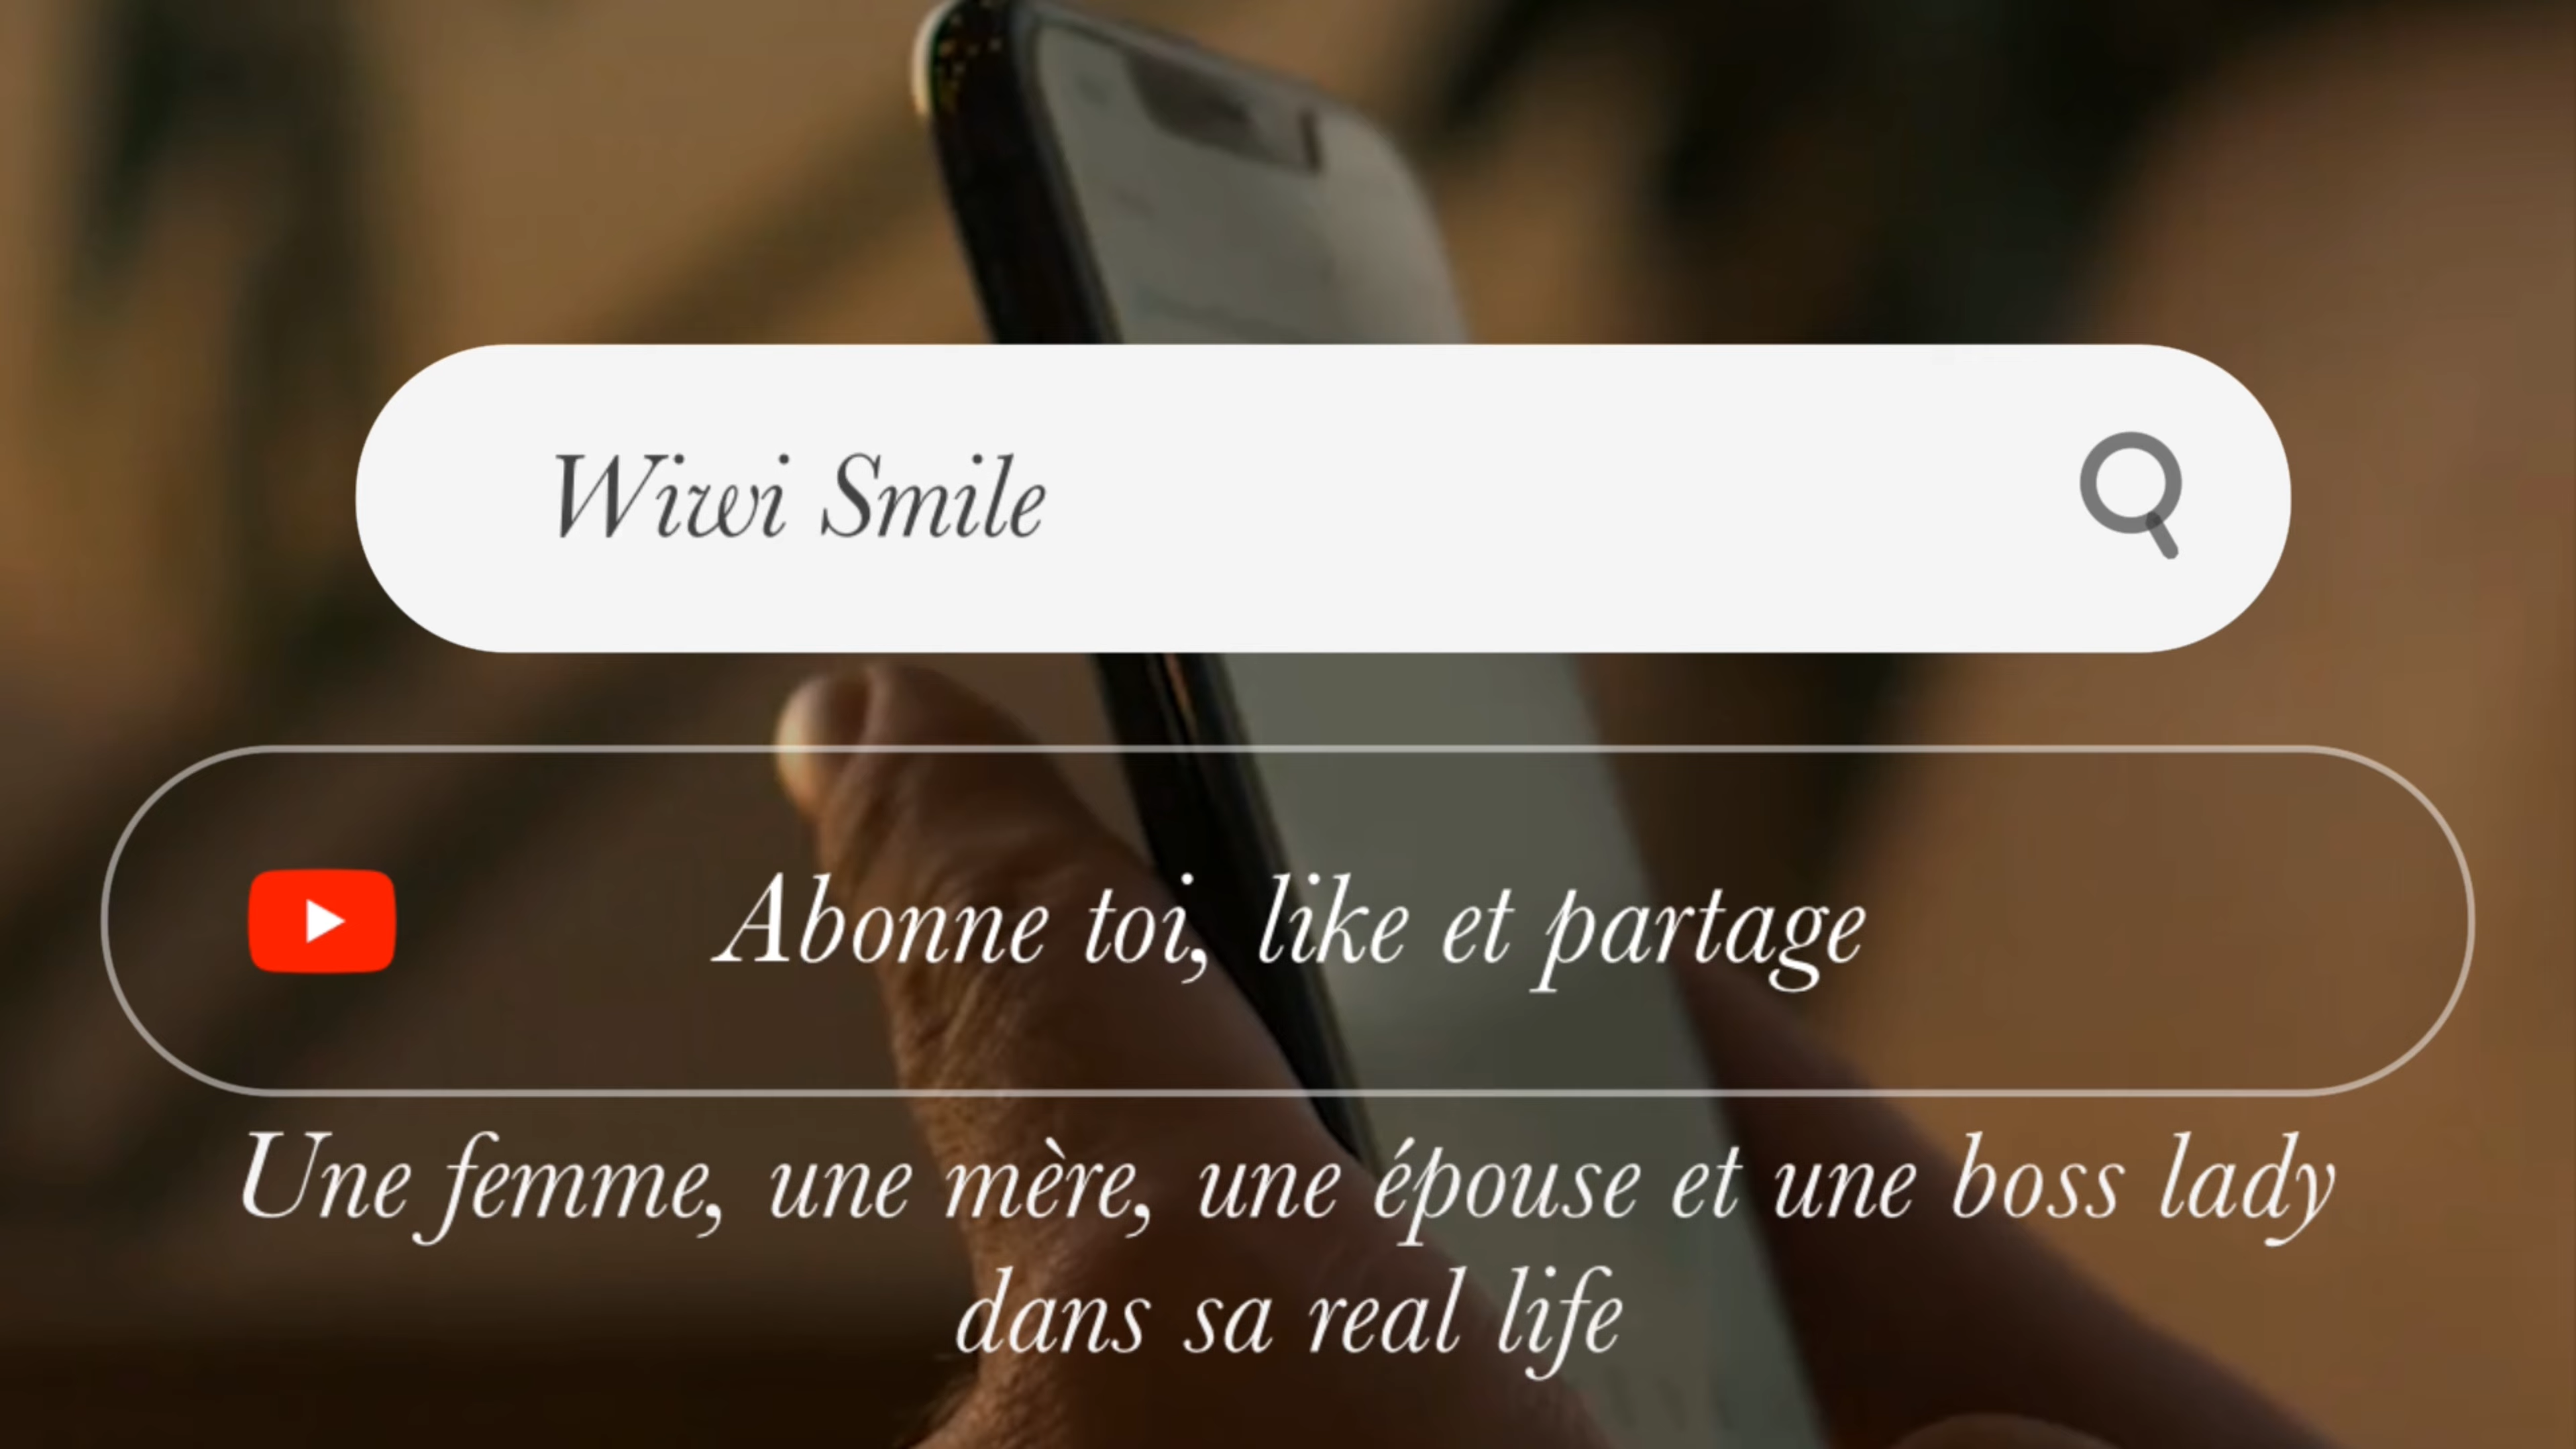 Wiwi Smile
Abonne toi, like et partage
Une femme, une mère, une épouse et une boss lady
dans sa real life